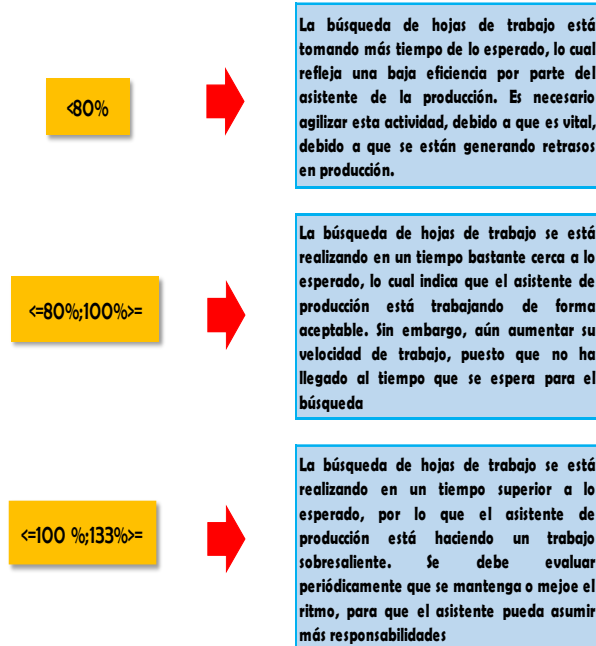 <80%
La búsqueda de hojas de trabajo está
tomando más tiempo de lo esperado, lo cual
refleja una baja eficiencia por parte del
asistente de la producción. Es necesario
agilizar esta actividad, debido a que es vital,
debido a que se están generando retrasos
en producción.
<=80%;100%>=
La búsqueda de hojas de trabajo se está
realizando en un tiempo bastante cerca a lo
esperado, lo cual indica que el asistente de
producción está trabajando de forma
aceptable. Sin embargo, aún aumentar su
velocidad de trabajo, puesto que no ha
llegado al tiempo que se espera para el
búsqueda
<=100 %;133%>=
La búsqueda de hojas de trabajo se está
realizando en un tiempo superior a lo
esperado, por lo que el asistente de
producción está haciendo un trabajo
sobresaliente. Se debe evaluar
periódicamente que se mantenga o mejoe el
ritmo, para que el asistente pueda asumir
más responsabilidades